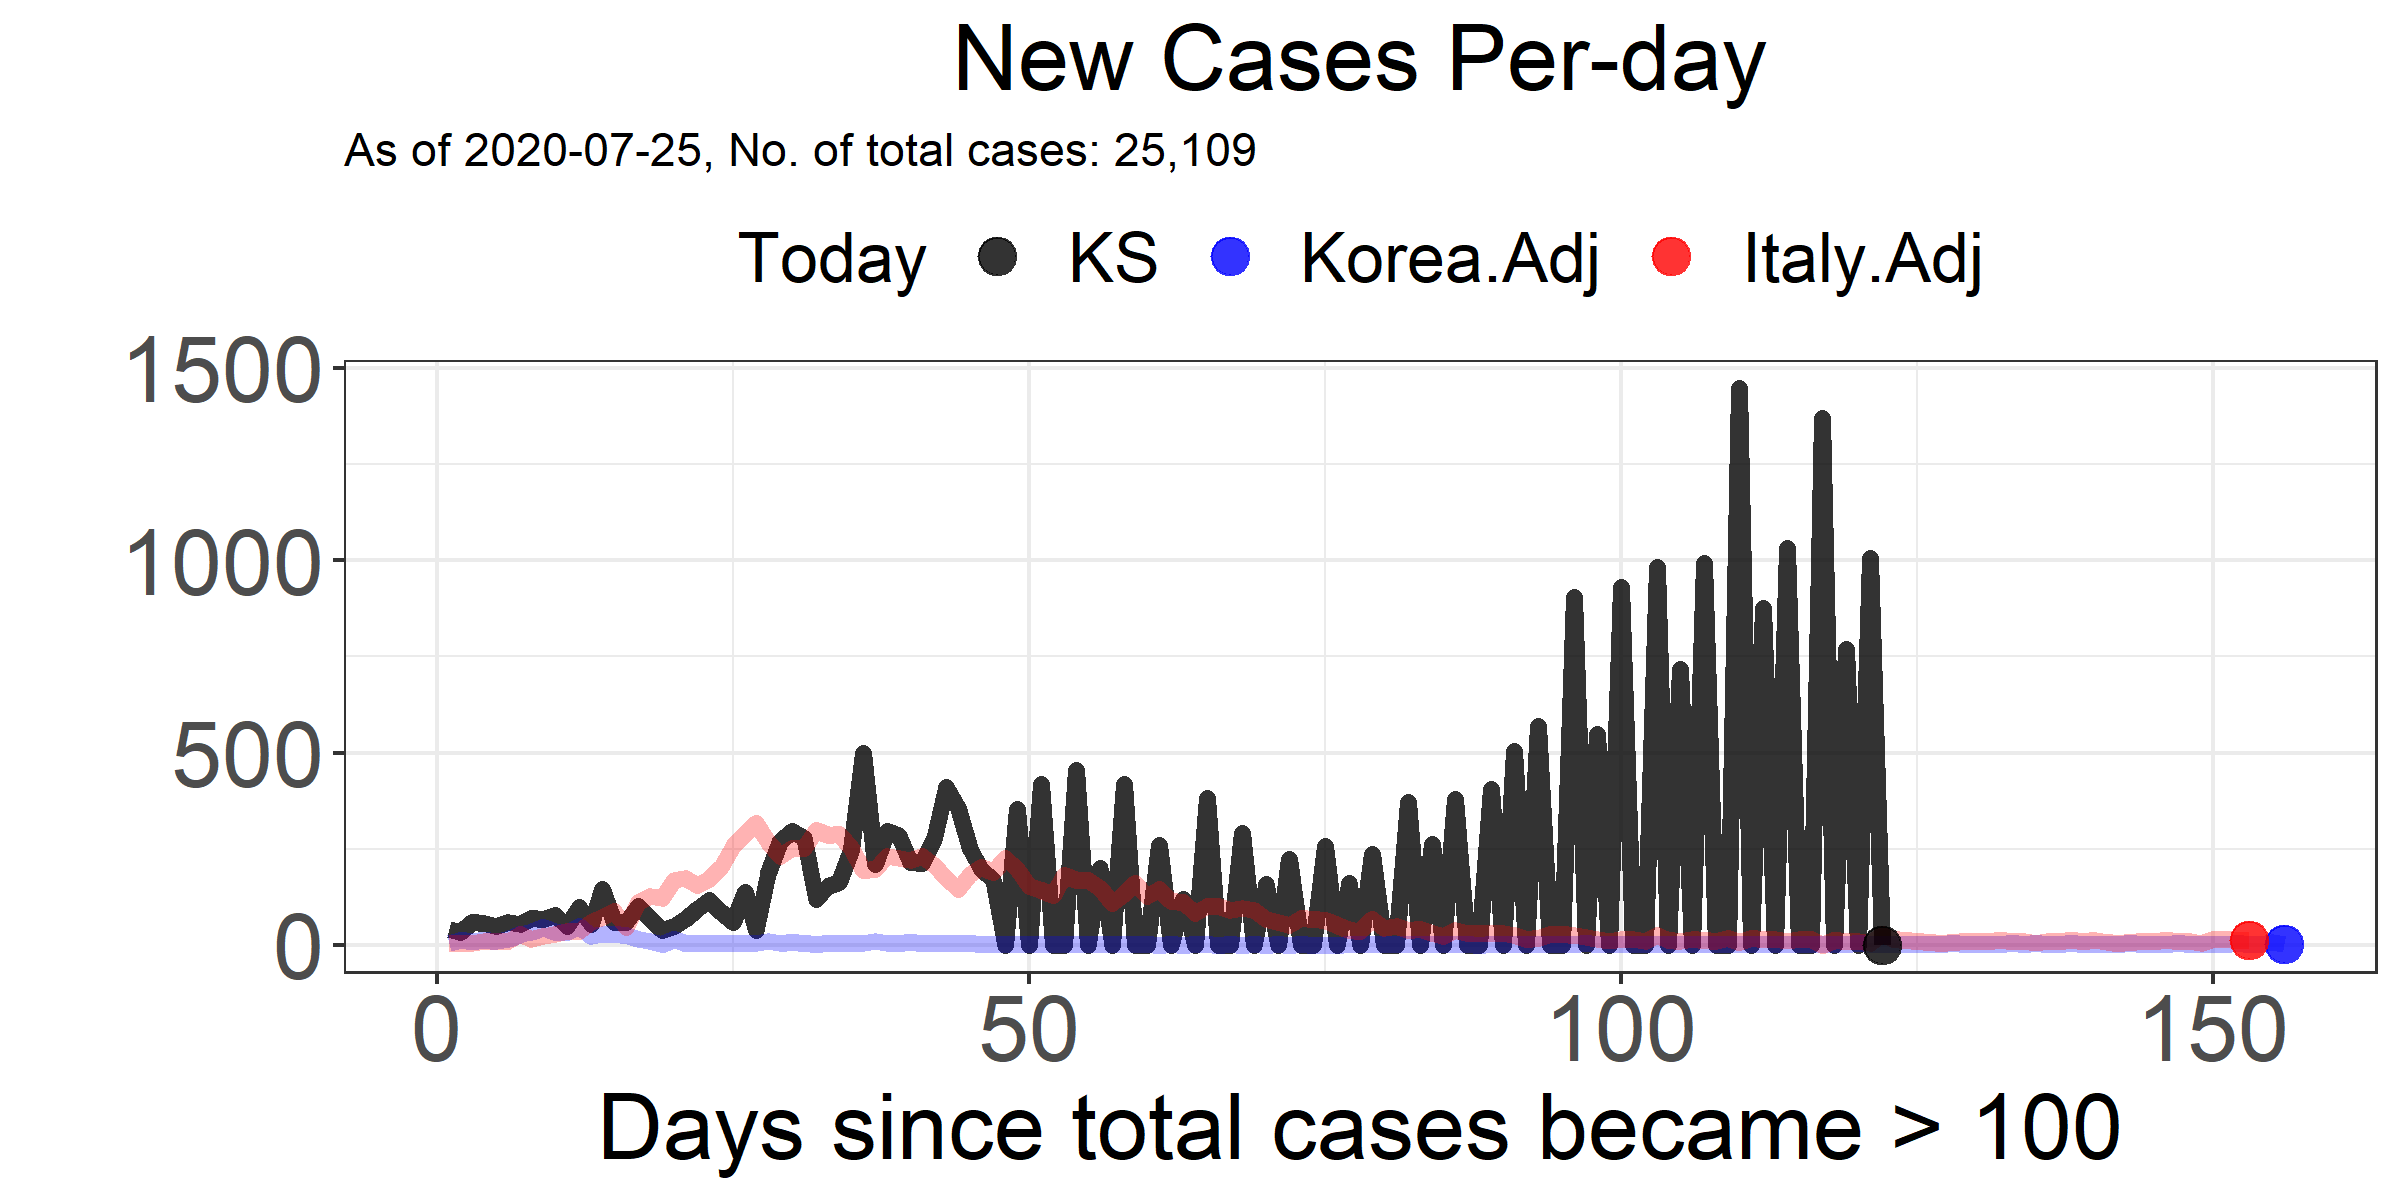 New Cases Per-day
As of 2020-07-25, No. of total cases: 25,109
Today KS Korea.Adj Italy.Adj
1500
1000
500
0
0 50 100 150
Days since total cases became > 100